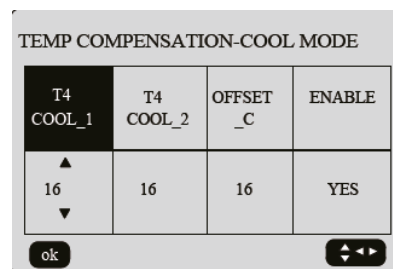 TEMP COMPENSATION-COOL MODE
T4 COOL_1 T4 COOL_2 OFFSET _C ENABLE
16 16 16 YES
ok